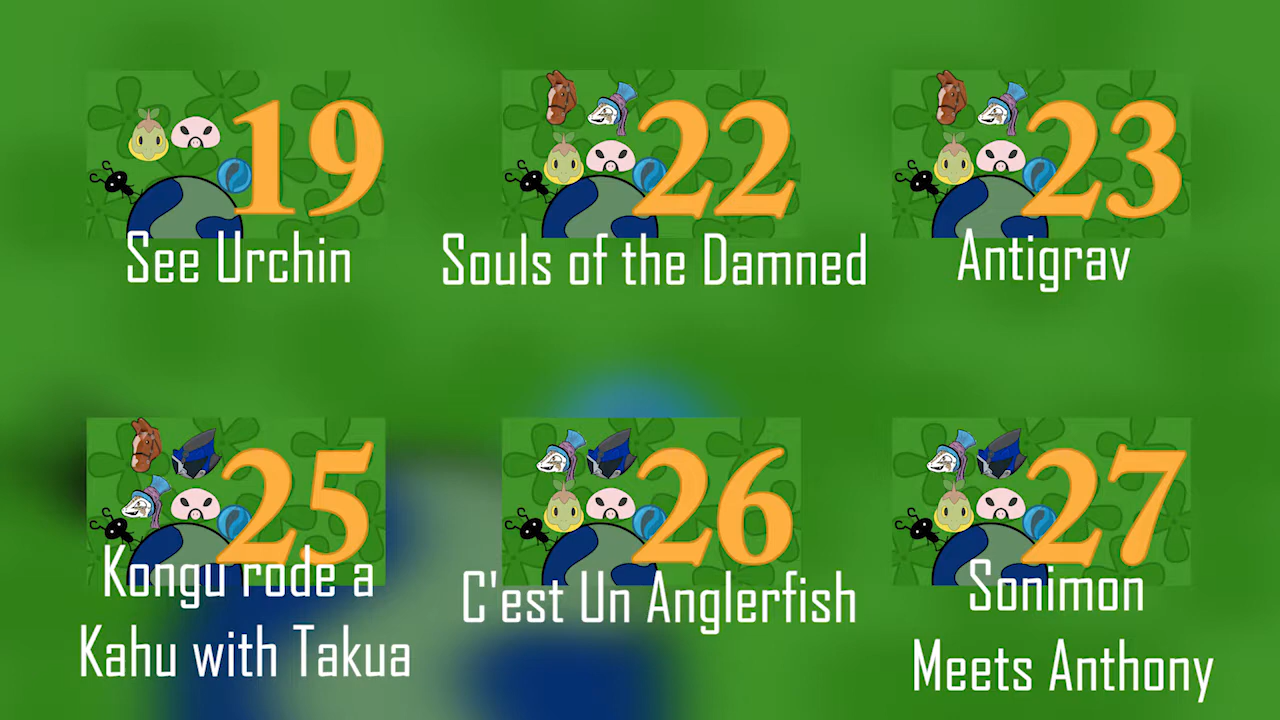 19
See Urchin
22
Souls of the Damned
23
Antigrav
25
Kongu rode a
Kahu with Takua
26
C'est Un Anglerfish
27
Sonimon
Meets Anthony